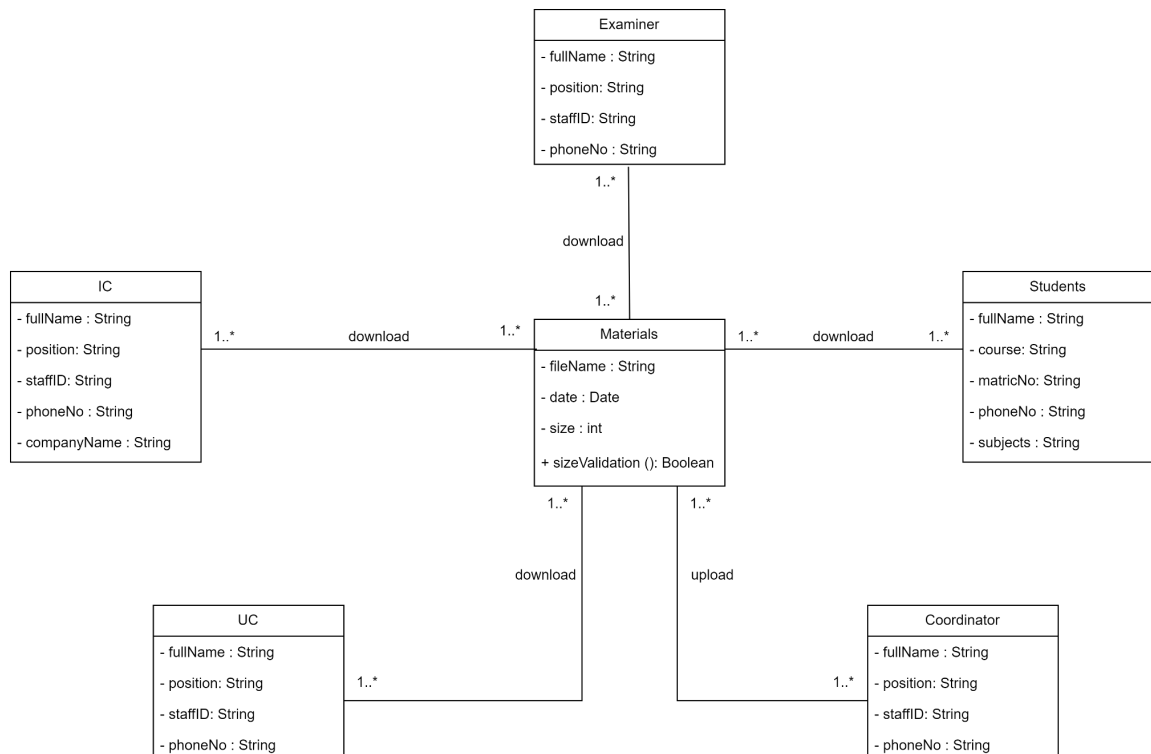 Examiner
- fullName : String
- position: String
- staffID: String
- phoneNo : String
1..*
download
1..*
IC
- fullName : String
- position: String
- staffID: String
- phoneNo : String
- companyName : String
1..*
download
1..*
Materials
- fileName : String
- date : Date
- size : int
+ sizeValidation (): Boolean
1..*
download
1..*
Students
- fullName : String
- course: String
- matricNo: String
- phoneNo : String
- subjects : String
1..*
download
1..*
upload
UC
- fullName : String
- position: String
- staffID: String
- phoneNo : String
1..*
1..*
Coordinator
- fullName : String
- position: String
- staffID: String
- phoneNo : String